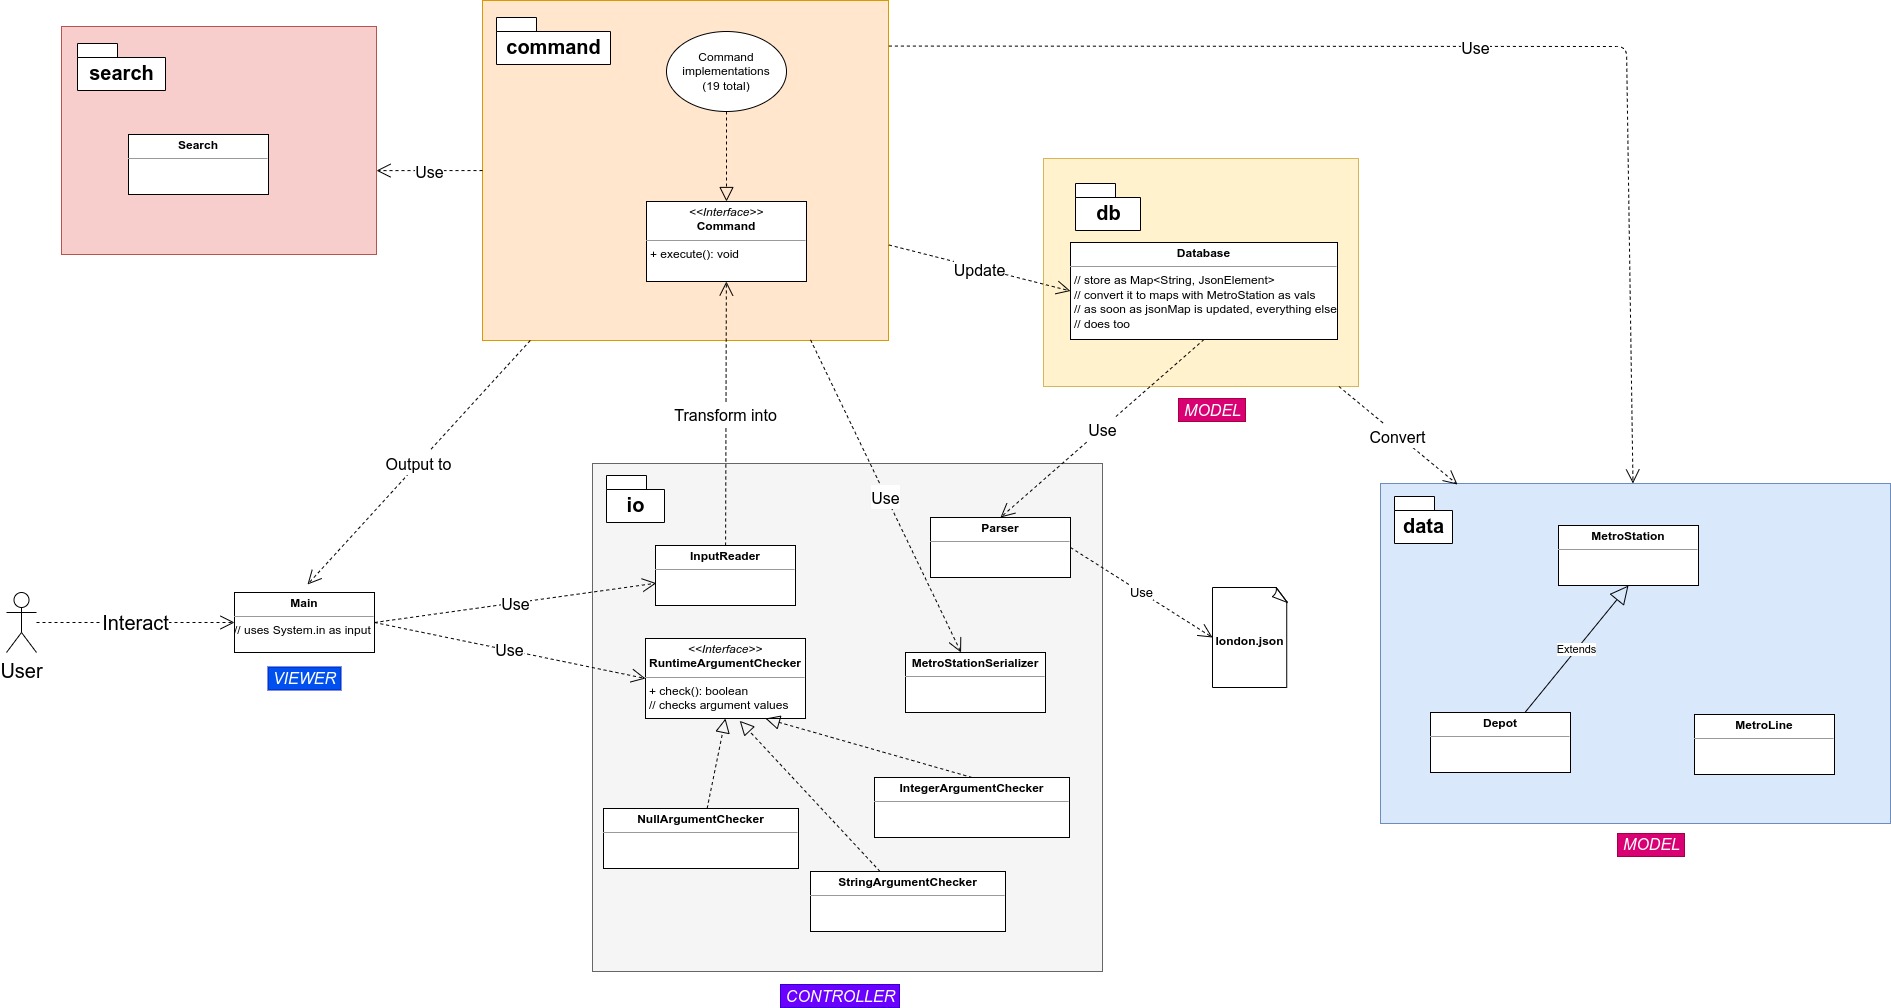 search
Search
command
Command
implementations
(19 total)
<<Interface>>
Command
+ execute(): void
Use
Use
Update
db
Database
// store as Map<String, JsonElement>
// convert it to maps with MetroStation as vals
// as soon as jsonMap is updated, everything else
// does too
MODEL
Output to
Transform into
Use
Use
Convert
io
InputReader
Parser
Use
london.json
data
MetroStation
Extends
Depot
MetroLine
MODEL
User
Interact
Main
// uses System.in as input
VIEWER
Use
Use
<<Interface>>
RuntimeArgumentChecker
+ check(): boolean
// checks argument values
MetroStationSerializer
IntegerArgumentChecker
NullArgumentChecker
StringArgumentChecker
CONTROLLER